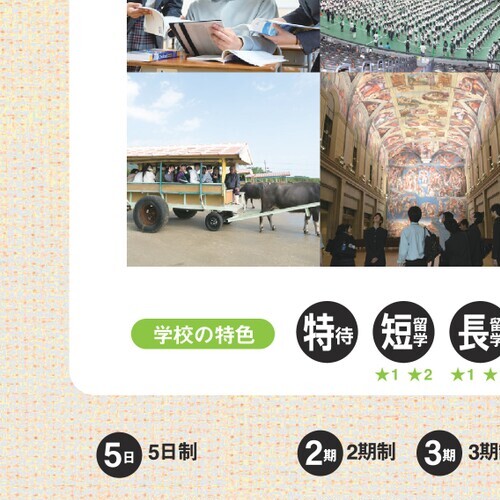 学校の特色 特待 短留学 長留学
★1 ★2 ★1 ★
5日 5日制 2期 2期制 3期 3期